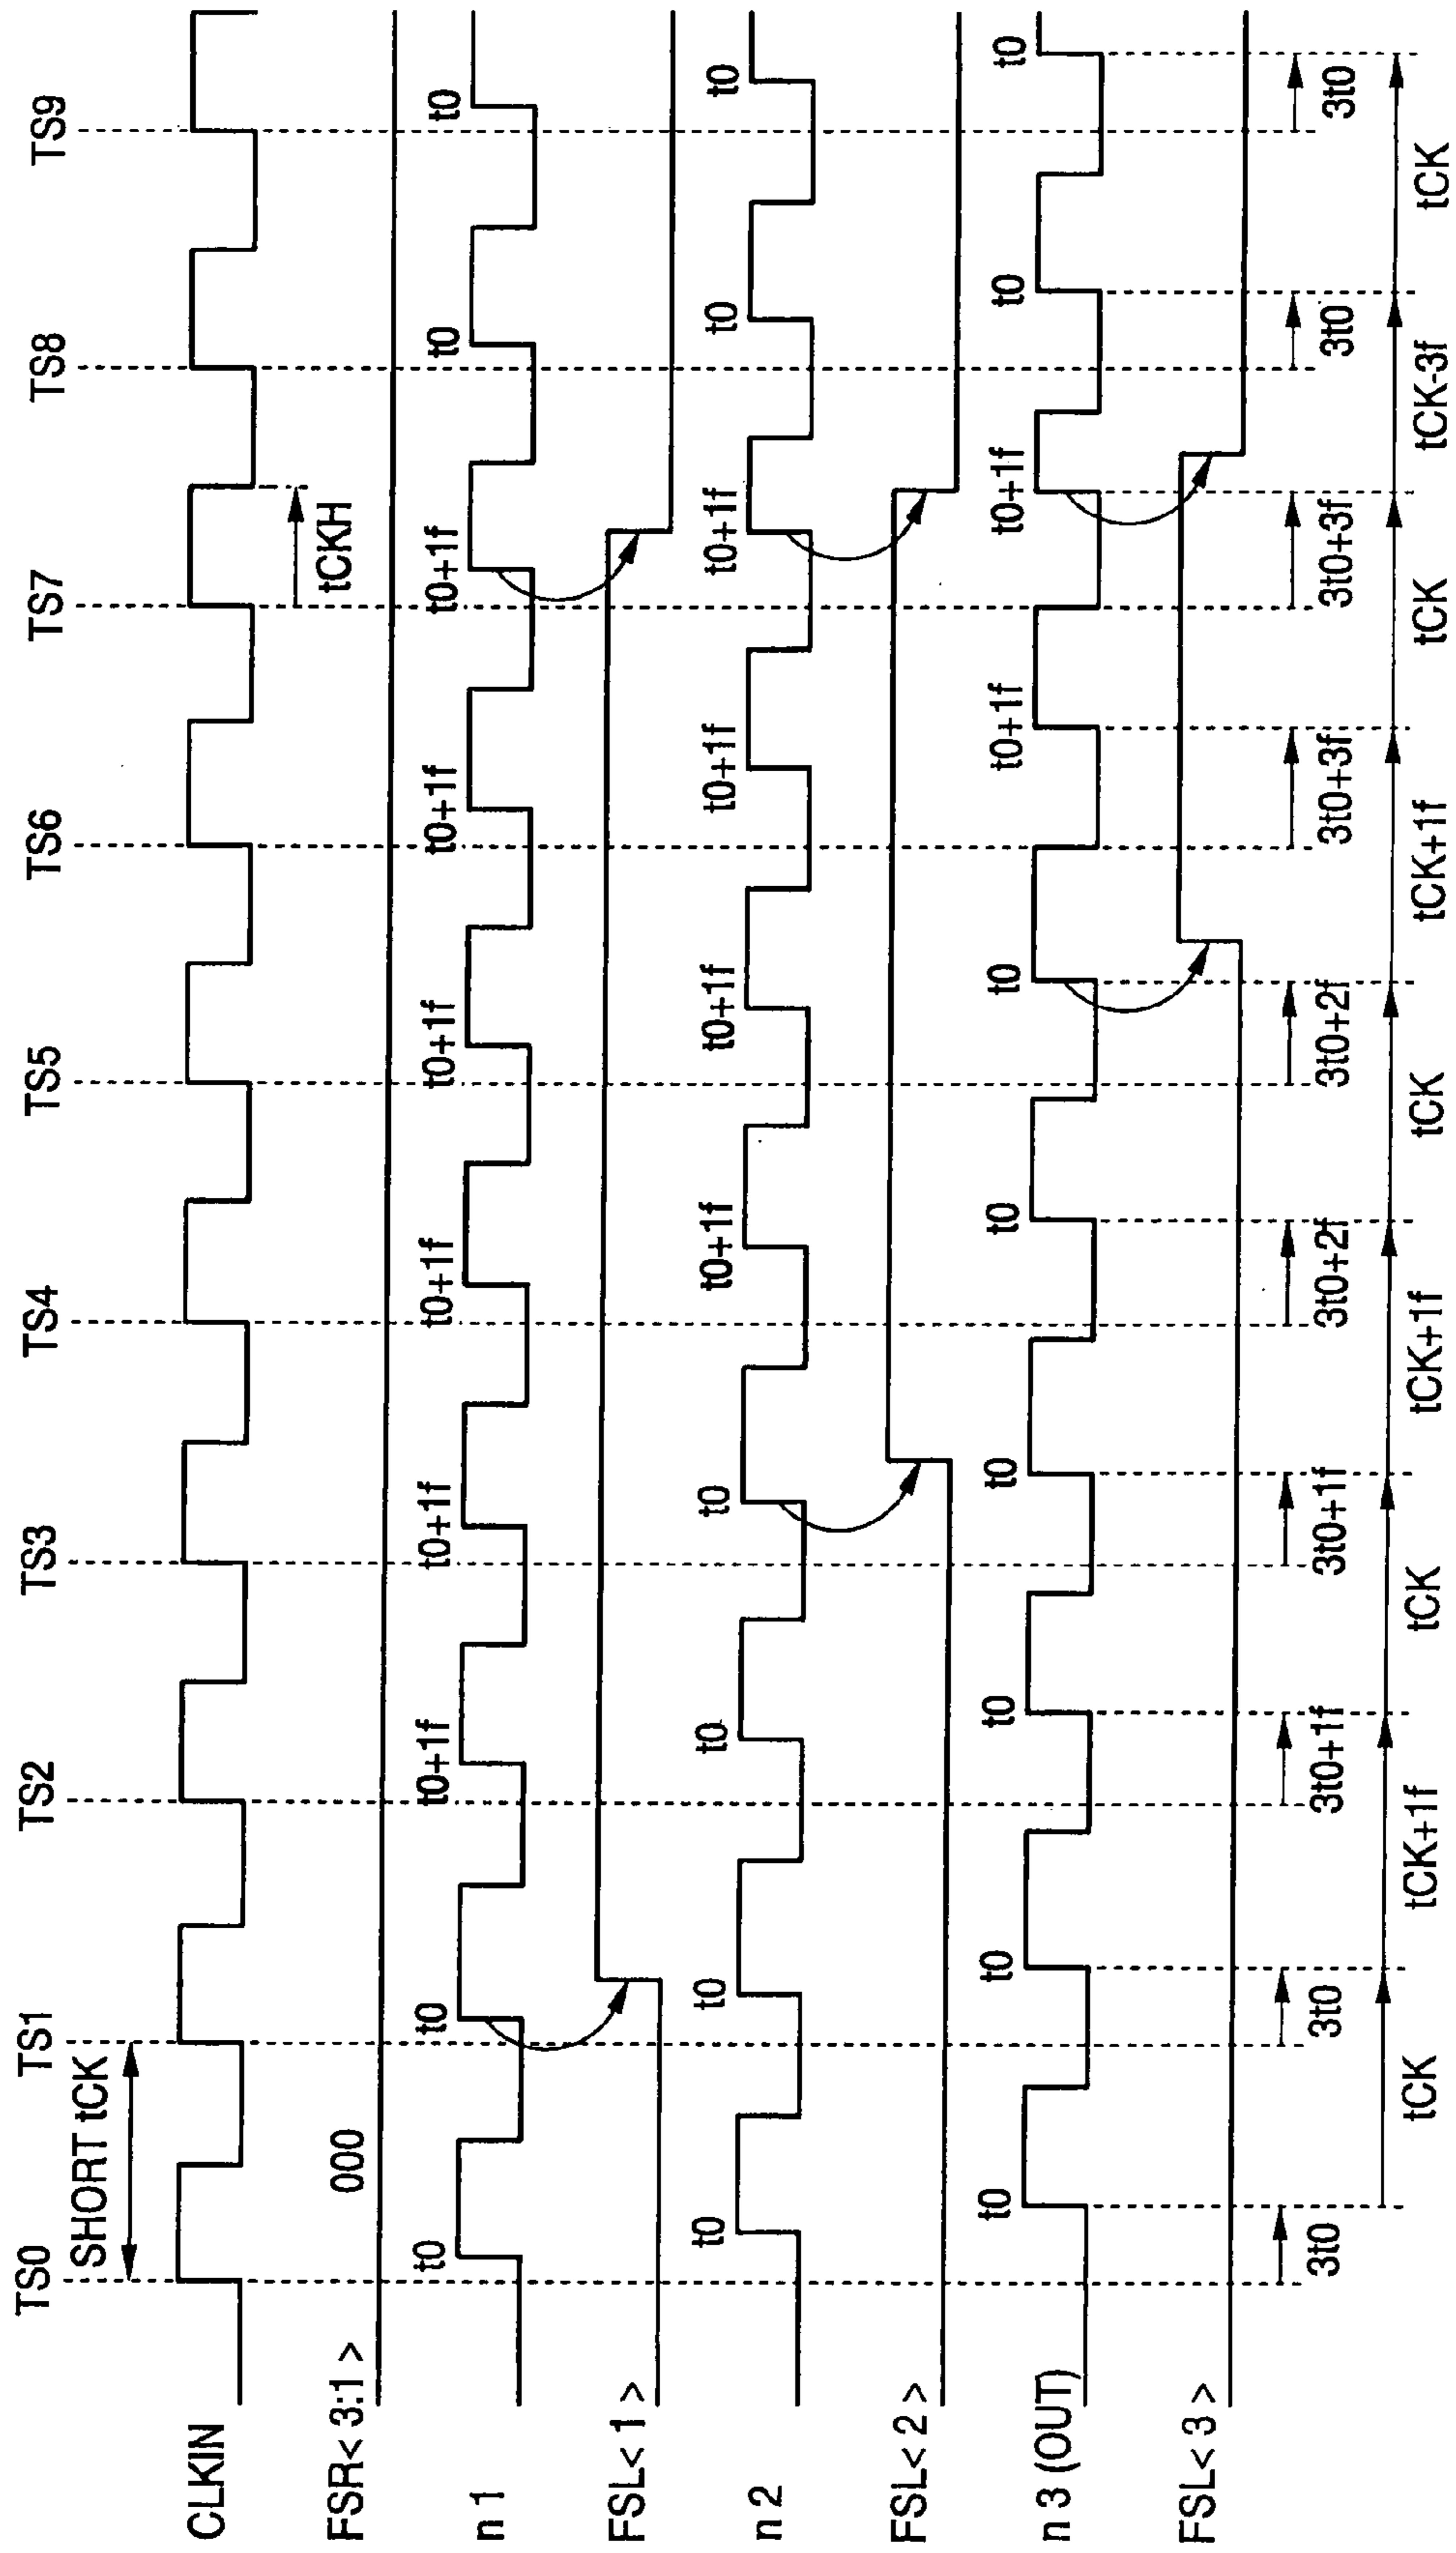 TS0 TS1 TS2 TS3 TS4 TS5 TS6 TS7 TS8 TS9
SHORT tCK
CLKIN
tCKH
FSR< 3:1 >
000
n 1
t0 t0 t0+1f t0+1f t0+1f t0+1f t0+1f t0+1f t0 t0
FSL< 1 >
n 2
t0 t0 t0 t0 t0+1f t0+1f t0+1f t0+1f t0 t0
FSL< 2 >
n 3 (OUT)
t0 t0 t0 t0 t0 t0 t0+1f t0+1f t0 t0
FSL< 3 >
3t0 3t0 3t0+1f 3t0+1f 3t0+2f 3t0+2f 3t0+3f 3t0+3f 3t0 3t0
tCK tCK+1f tCK tCK+1f tCK tCK+1f tCK tCK-3f tCK